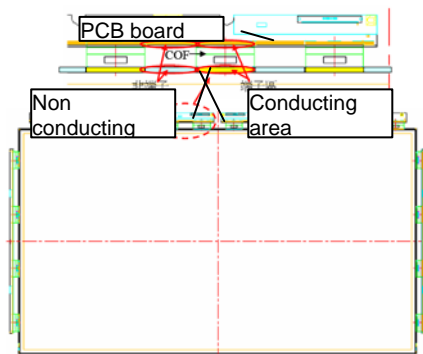 PCB board
COF
Non
conducting
Conducting
area